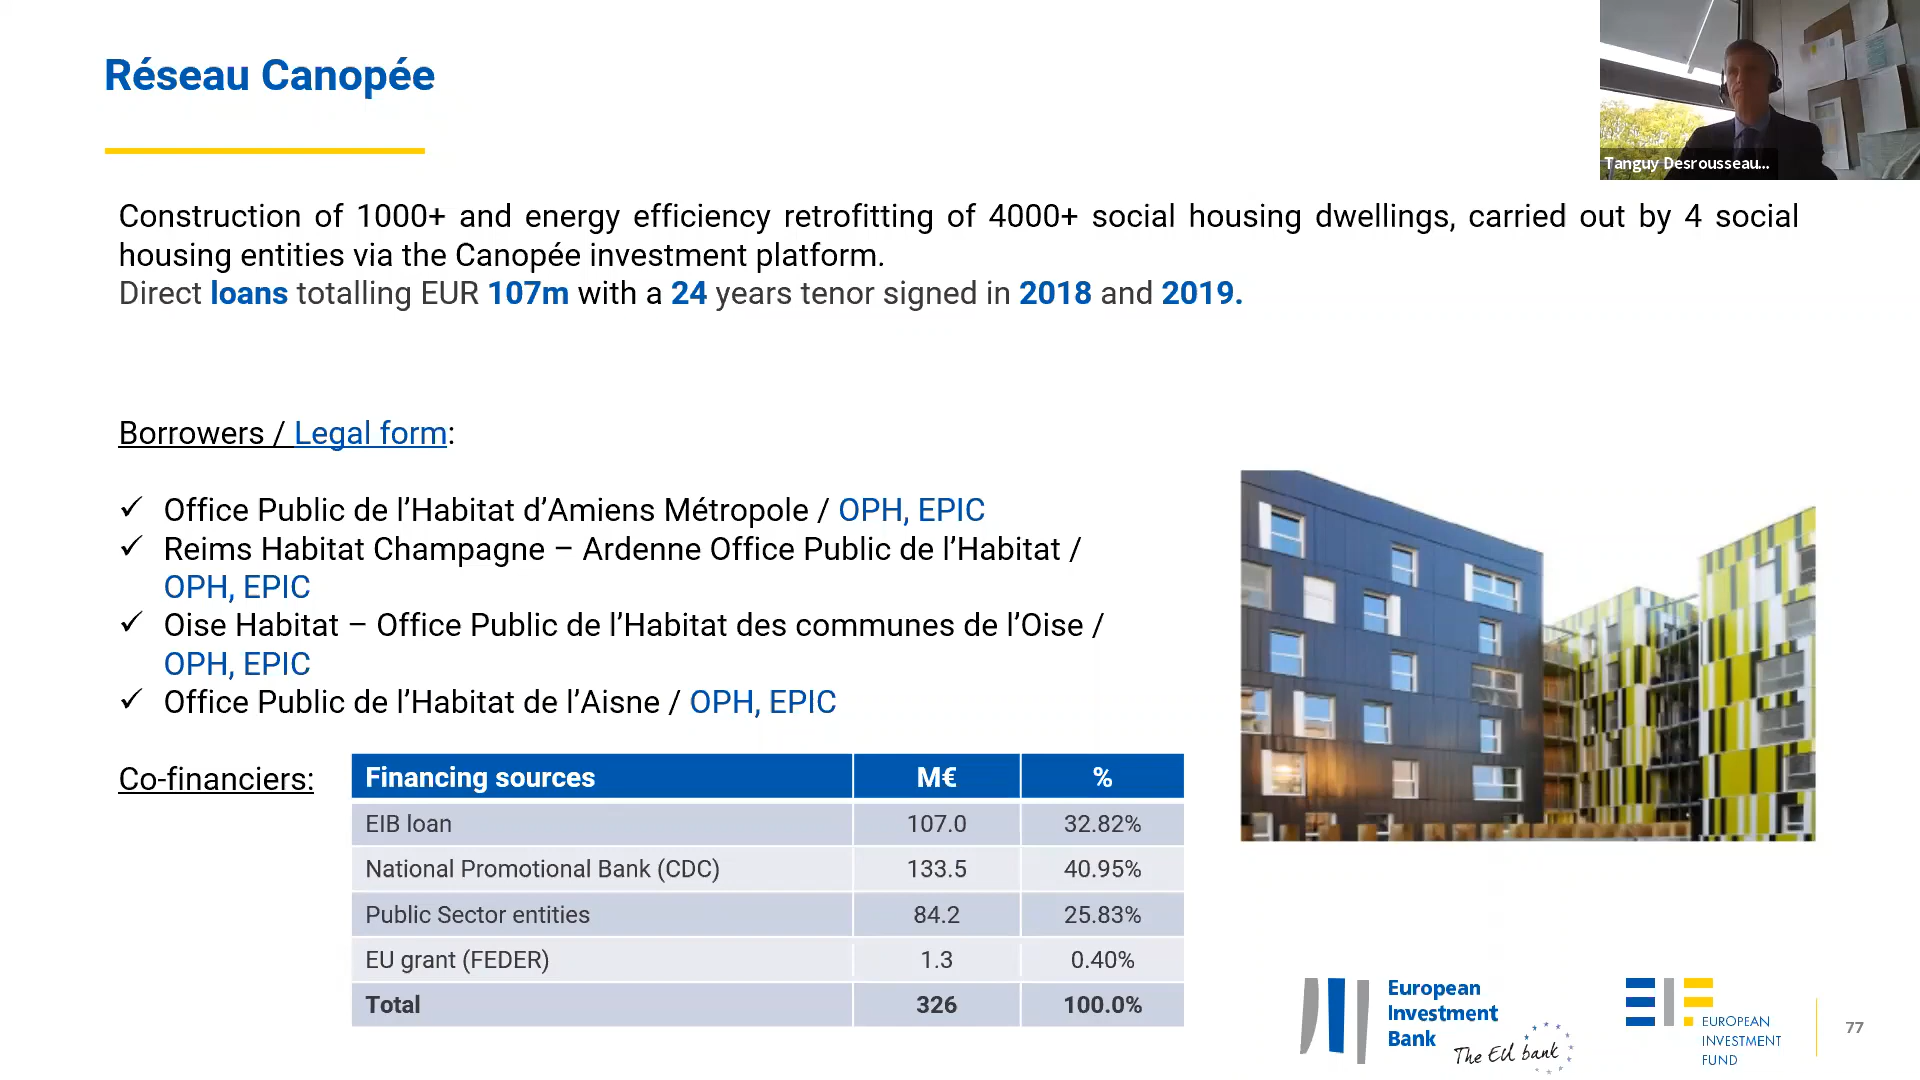 Réseau Canopée
Tanguy Desrousseau...
Construction of 1000+ and energy efficiency retrofitting of 4000+ social housing dwellings, carried out by 4 social
housing entities via the Canopée investment platform.
Direct loans totalling EUR 107m with a 24 years tenor signed in 2018 and 2019.
Borrowers / Legal form:
✓ Office Public de l’Habitat d’Amiens Métropole / OPH, EPIC
✓ Reims Habitat Champagne – Ardenne Office Public de l’Habitat /
OPH, EPIC
✓ Oise Habitat – Office Public de l’Habitat des communes de l’Oise /
OPH, EPIC
✓ Office Public de l’Habitat de l’Aisne / OPH, EPIC
Co-financiers:
Financing sources M€ %
EIB loan 107.0 32.82%
National Promotional Bank (CDC) 133.5 40.95%
Public Sector entities 84.2 25.83%
EU grant (FEDER) 1.3 0.40%
Total 326 100.0%
European
Investment
Bank
The EU bank
EIF
EUROPEAN
INVESTMENT
FUND
77